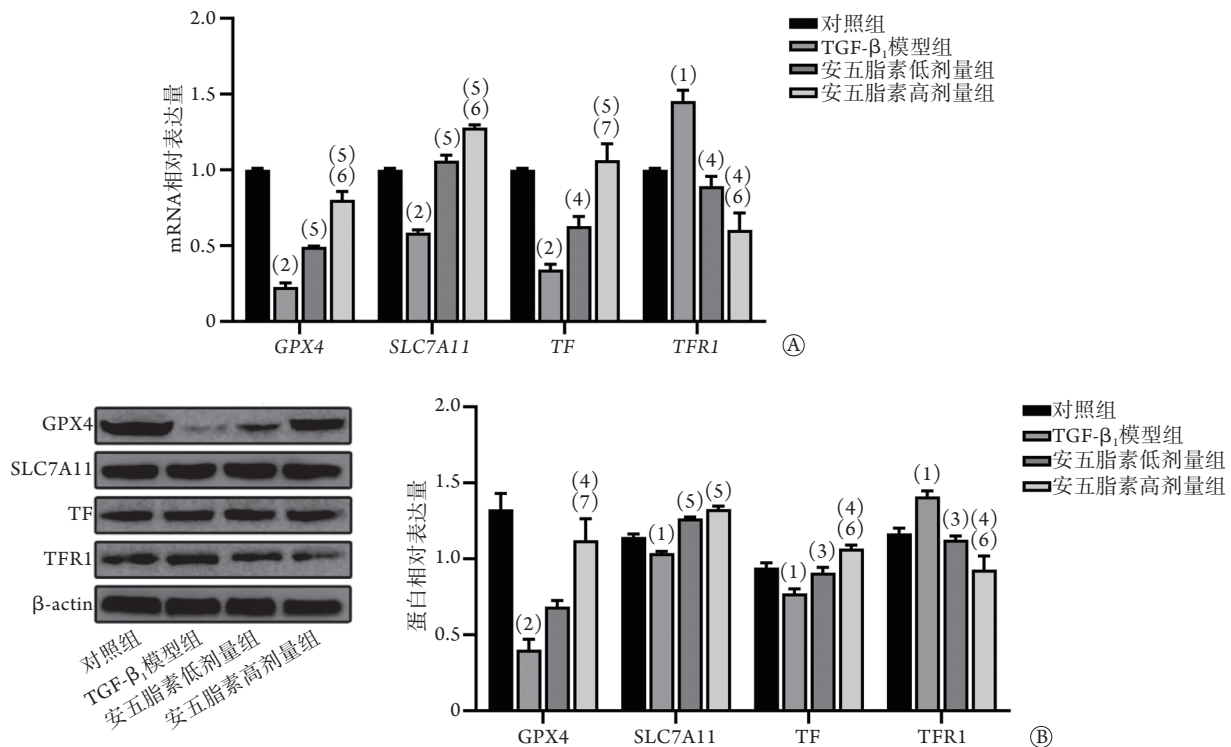 2.0
1.5
1.0
0.5
0
mRNA相对表达量
对照组
TGF-β₁模型组
安五脂素低剂量组
安五脂素高剂量组
(2)
(5)
(5)
(6)
(2)
(5)
(5)
(6)
(2)
(4)
(5)
(7)
(1)
(4)
(4)
(6)
GPX4 SLC7A11 TF TFR1
Ⓐ
GPX4
SLC7A11
TF
TFR1
β-actin
对照组
TGF-β₁模型组
安五脂素低剂量组
安五脂素高剂量组
2.0
1.5
1.0
0.5
0
蛋白相对表达量
对照组
TGF-β₁模型组
安五脂素低剂量组
安五脂素高剂量组
(2)
(4)
(7)
(1)
(5)
(5)
(1)
(3)
(4)
(6)
(1)
(3)
(4)
(6)
GPX4 SLC7A11 TF TFR1
Ⓑ